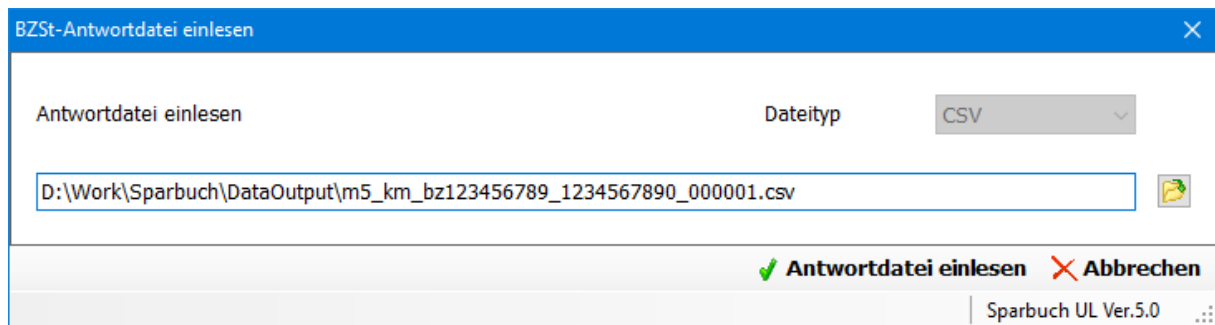 BZSt-Antwortdatei einlesen
Antwortdatei einlesen Dateityp CSV
D:\Work\Sparbuch\DataOutput\m5_km_bz123456789_1234567890_000001.csv
Antwortdatei einlesen Abbrechen
Sparbuch UL Ver.5.0